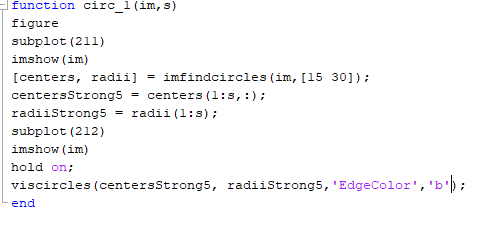 function circ_1(im,s)
figure
subplot(211)
imshow(im)
[centers, radii] = imfindcircles(im,[15 30]);
centersStrong5 = centers(1:s,:);
radiiStrong5 = radii(1:s);
subplot(212)
imshow(im)
hold on;
viscircles(centersStrong5, radiiStrong5,'EdgeColor','b');
end